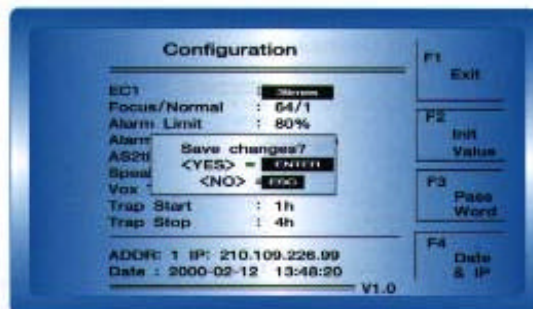 Configuration
EC1 :
Focus/Normal : 64/1
Alarm Limit : 80%
Alarm
Save changes?
<YES> = ENTER
<NO> = ESC
Vox
Trap Start : 1h
Trap Stop : 4h
ADDR: 1 IP: 210.109.226.99
Date : 2000-02-12 13:48:20
V1.0
F1
Exit
F2
Init
Value
F3
Pass
Word
F4
Date
& IP